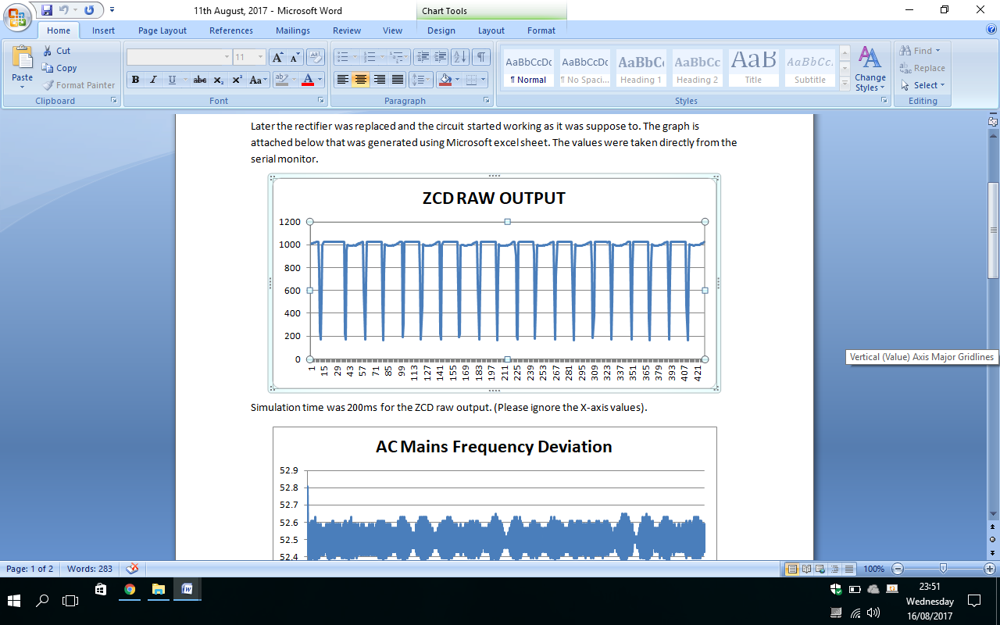 11th August, 2017 - Microsoft Word
Chart Tools
Home Insert Page Layout References Mailings Review View Design Layout Format
Paste
Cut
Copy
Format Painter
Clipboard
11
Font
Paragraph
AaBbCcDc AaBbCcDc AaBbCc AaBbCc AaB AaBbCc.
¶ Normal ¶ No Spaci... Heading 1 Heading 2 Title Subtitle
Change Styles
Styles
Find
Replace
Select
Editing
Later the rectifier was replaced and the circuit started working as it was suppose to. The graph is
attached below that was generated using Microsoft excel sheet. The values were taken directly from the
serial monitor.
ZCD RAW OUTPUT
1200
1000
800
600
400
200
0
1 15 29 43 57 71 85 99 113 127 141 155 169 183 197 211 225 239 253 267 281 295 309 323 337 351 365 379 393 407 421
Vertical (Value) Axis Major Gridlines
Simulation time was 200ms for the ZCD raw output. (Please ignore the X-axis values).
AC Mains Frequency Deviation
52.9
52.8
52.7
52.6
52.5
52.4
Page: 1 of 2 Words: 283 100%
23:51
Wednesday
16/08/2017